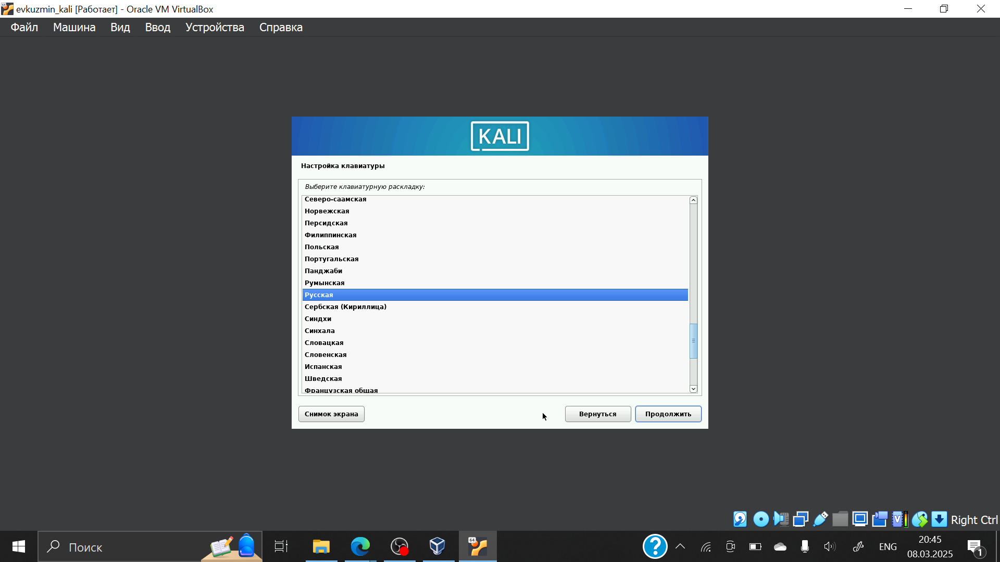 evkuzmin_kali [Работает] - Oracle VM VirtualBox
Файл Машина Вид Ввод Устройства Справка
KALI
Настройка клавиатуры
Выберите клавиатурную раскладку:
Северо-саамская
Норвежская
Персидская
Филиппинская
Польская
Португальская
Панджаби
Румынская
Русская
Сербская (Кириллица)
Синдхи
Синхала
Словацкая
Словенская
Испанская
Шведская
Французская общая
Снимок экрана Вернуться Продолжить
Right Ctrl
Поиск
64
ENG
20:45
08.03.2025
1